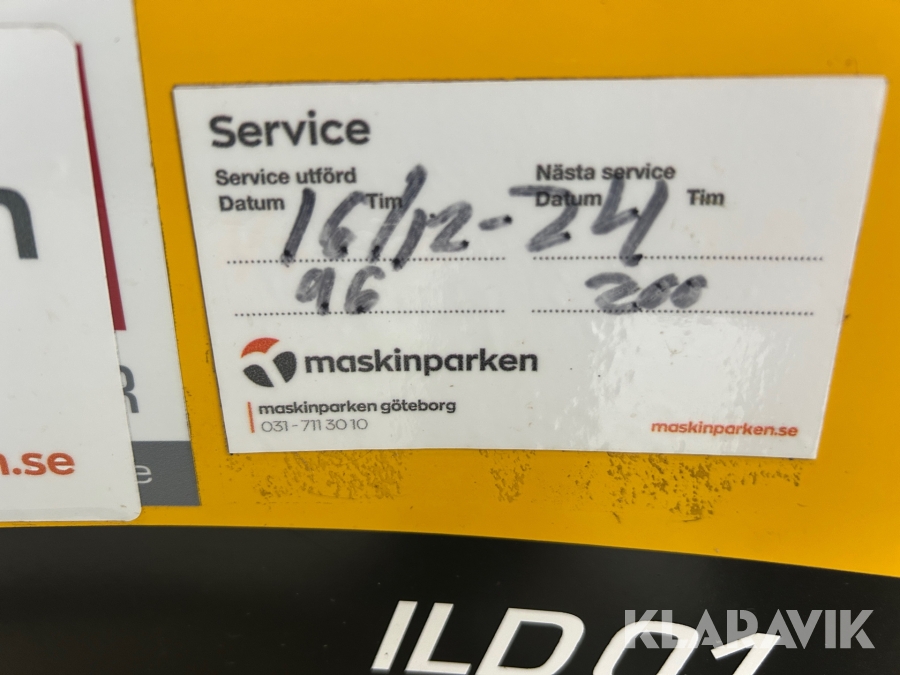 Service
Service utförd
Nästa service
Datum
Tim
Datum
Tim
16/12-24
96
200
maskinparken
maskinparken göteborg
031 - 711 30 10
maskinparken.se
n
R
n.se
e
ILD01
KLARAVIK